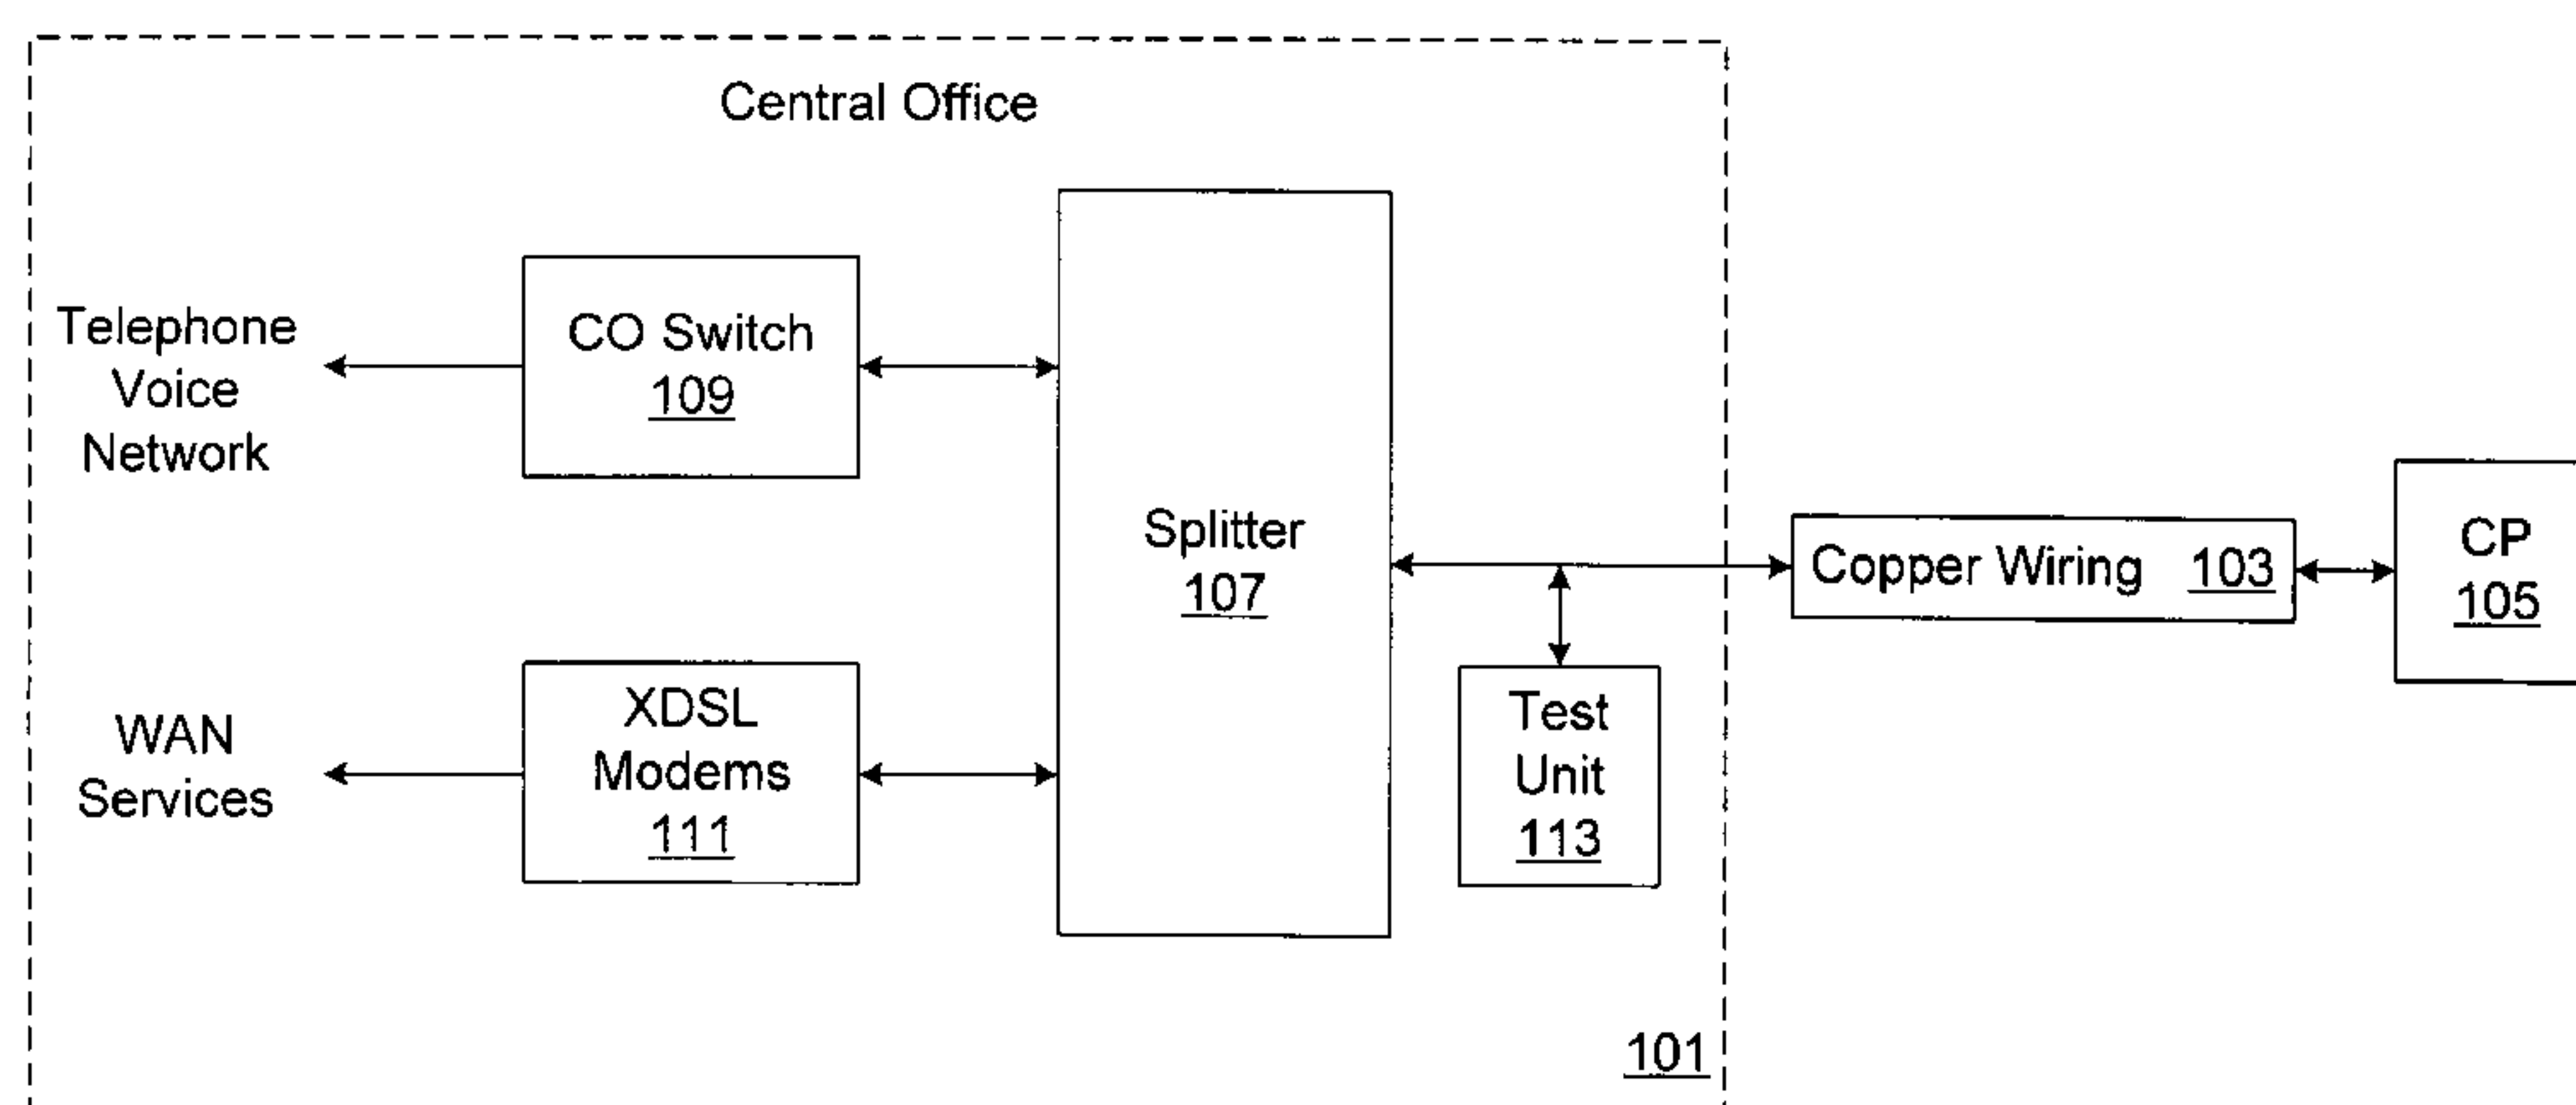 Central Office
Telephone
Voice
Network
CO Switch
109
Splitter
107
Copper Wiring 103
CP
105
WAN
Services
XDSL
Modems
111
Test
Unit
113
101